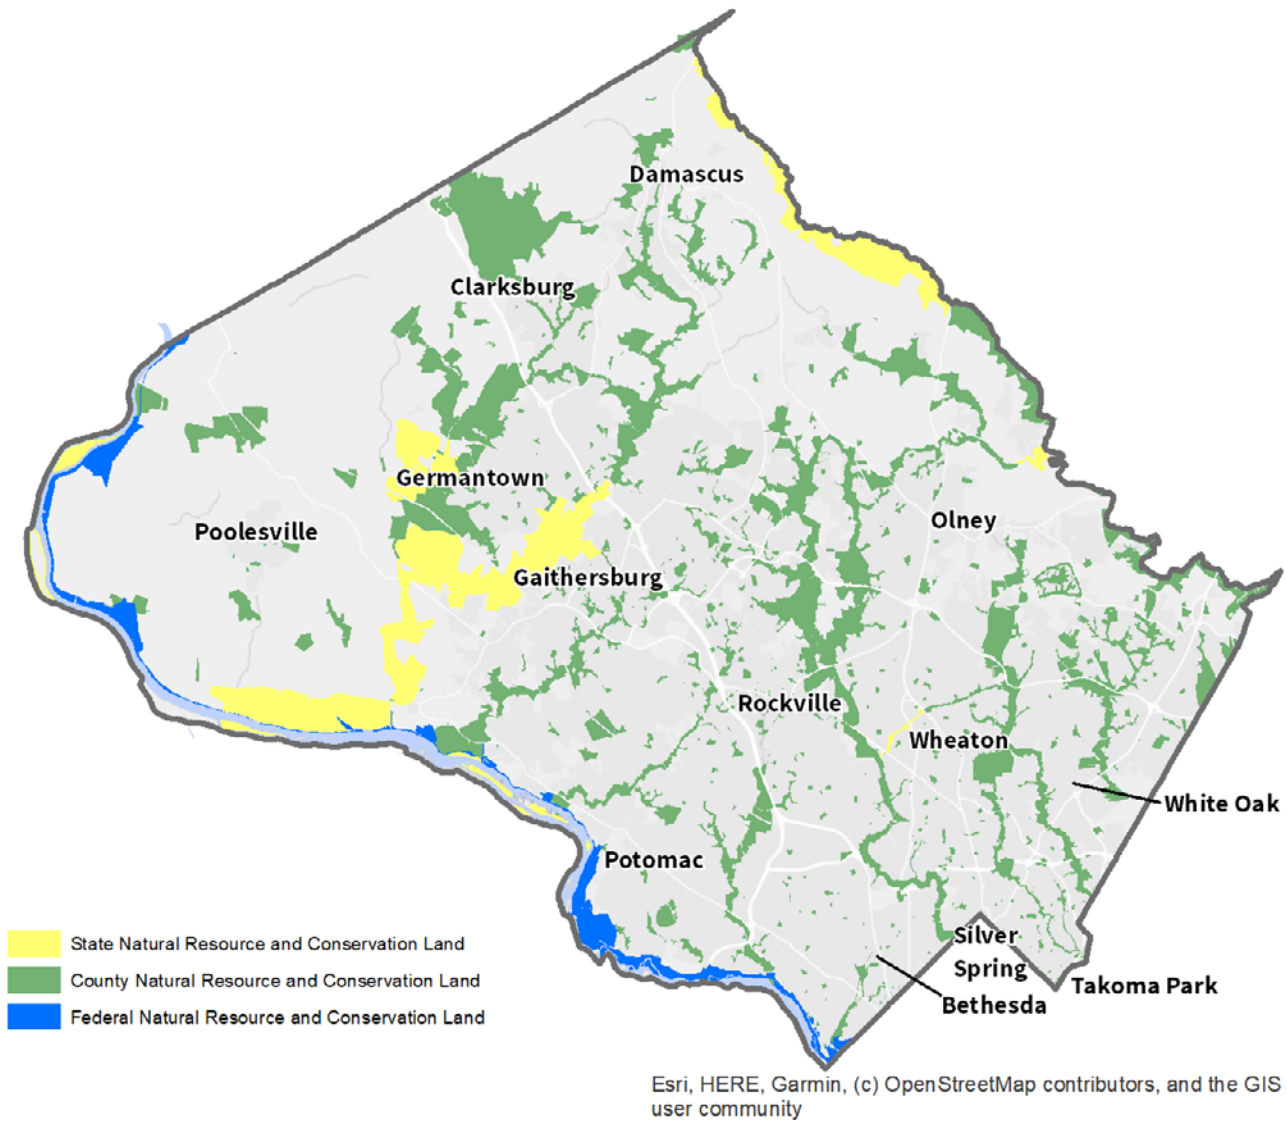 Damascus
Clarksburg
Germantown
Poolesville
Olney
Gaithersburg
Rockville
Wheaton
White Oak
Potomac
Silver
Spring
Takoma Park
Bethesda
State Natural Resource and Conservation Land
County Natural Resource and Conservation Land
Federal Natural Resource and Conservation Land
Esri, HERE, Garmin, (c) OpenStreetMap contributors, and the GIS
user community